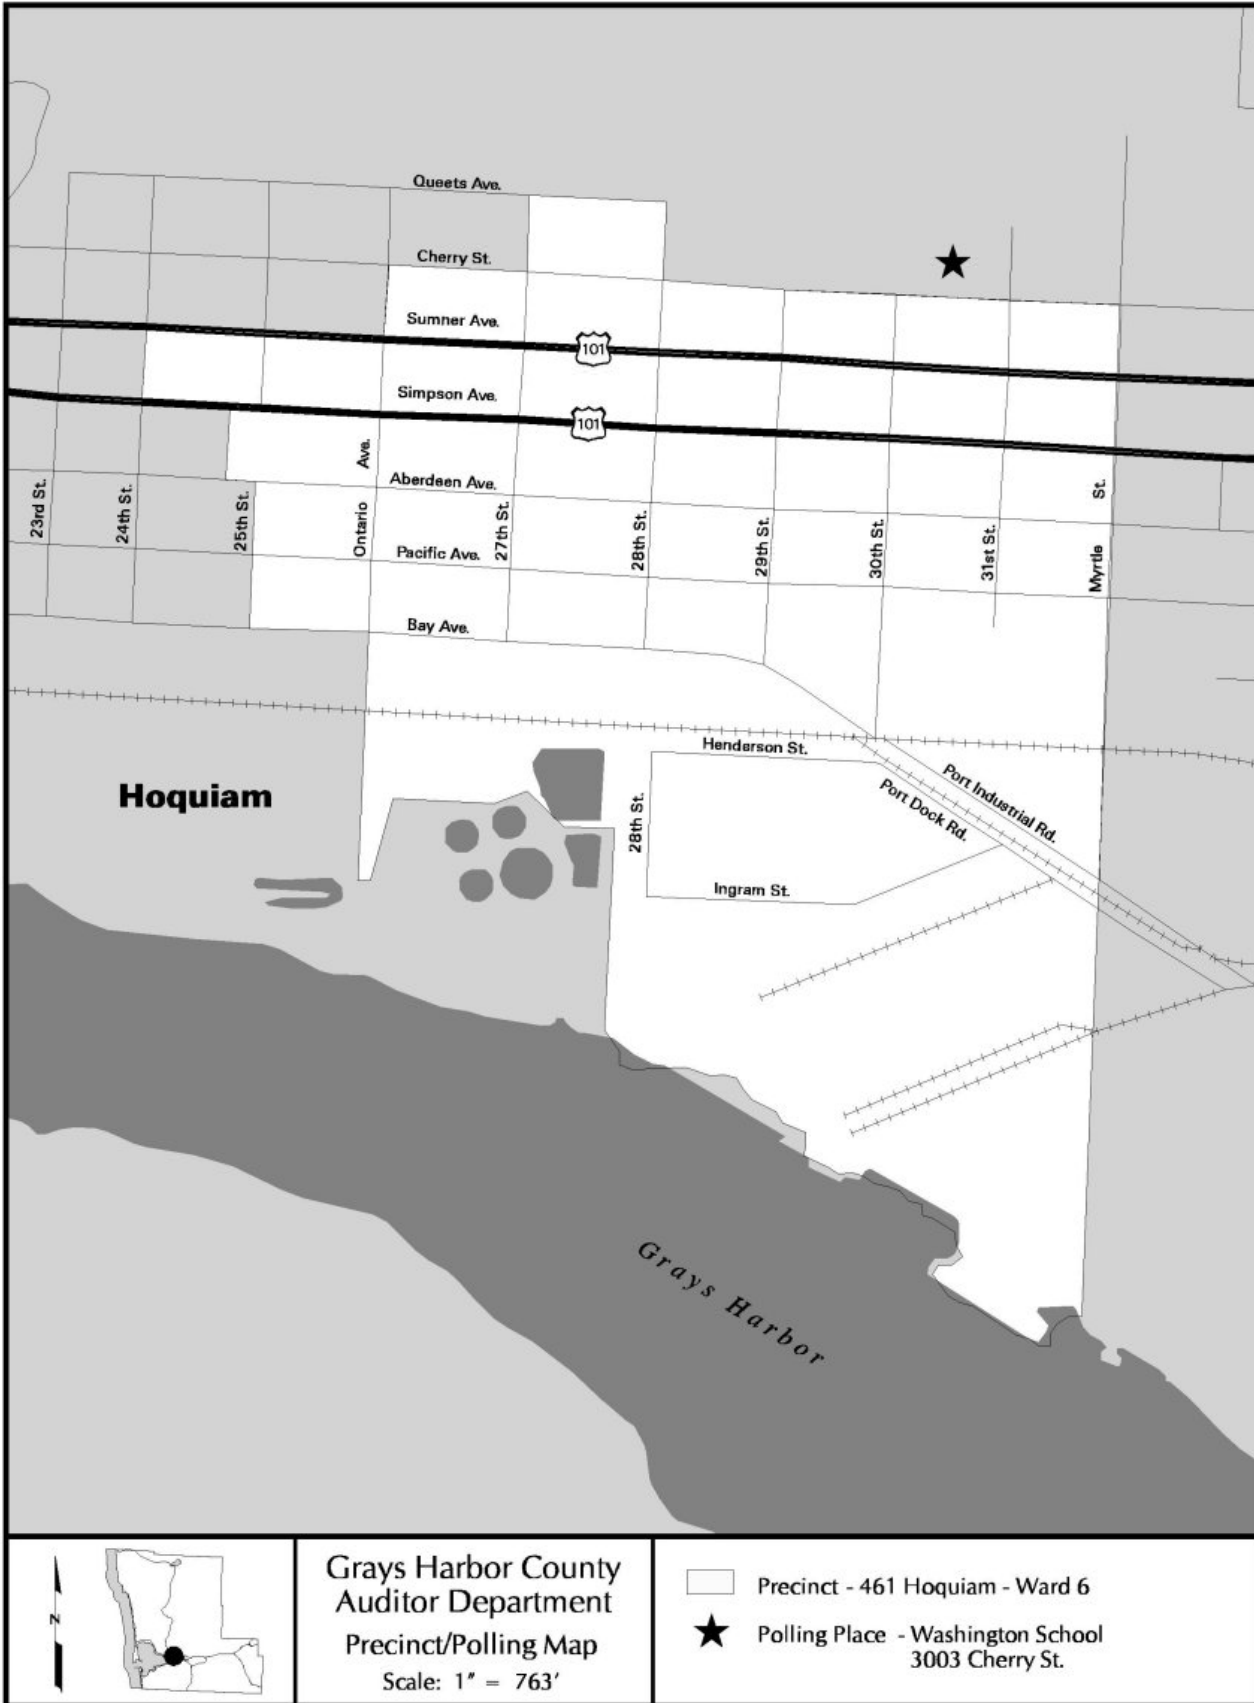 Queets Ave.
Cherry St.
Sumner Ave.
101
Simpson Ave.
101
Ave.
Aberdeen Ave.
St.
23rd St.
24th St.
25th St.
Ontario
27th St.
28th St.
29th St.
30th St.
31st St.
Myrtle
Pacific Ave.
Bay Ave.
Henderson St.
Port Industrial Rd.
Port Dock Rd.
Hoquiam
28th St.
Ingram St.
Grays Harbor
N
Grays Harbor County
Auditor Department
Precinct/Polling Map
Scale: 1" = 763'
Precinct - 461 Hoquiam - Ward 6
Polling Place - Washington School
3003 Cherry St.